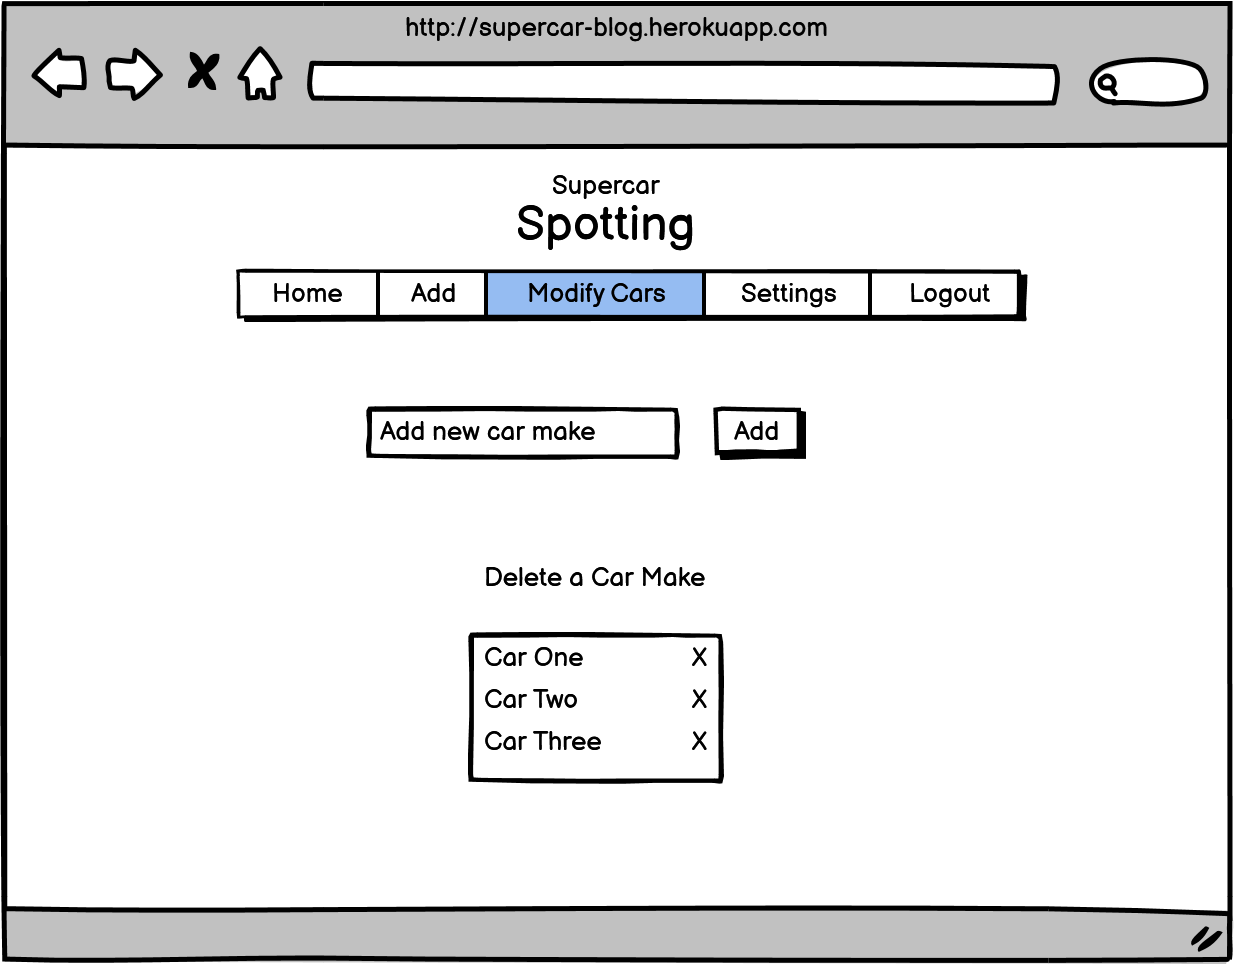 http://supercar-blog.herokuapp.com
Supercar
Spotting
Home Add Modify Cars Settings Logout
Add new car make Add
Delete a Car Make
Car One X
Car Two X
Car Three X